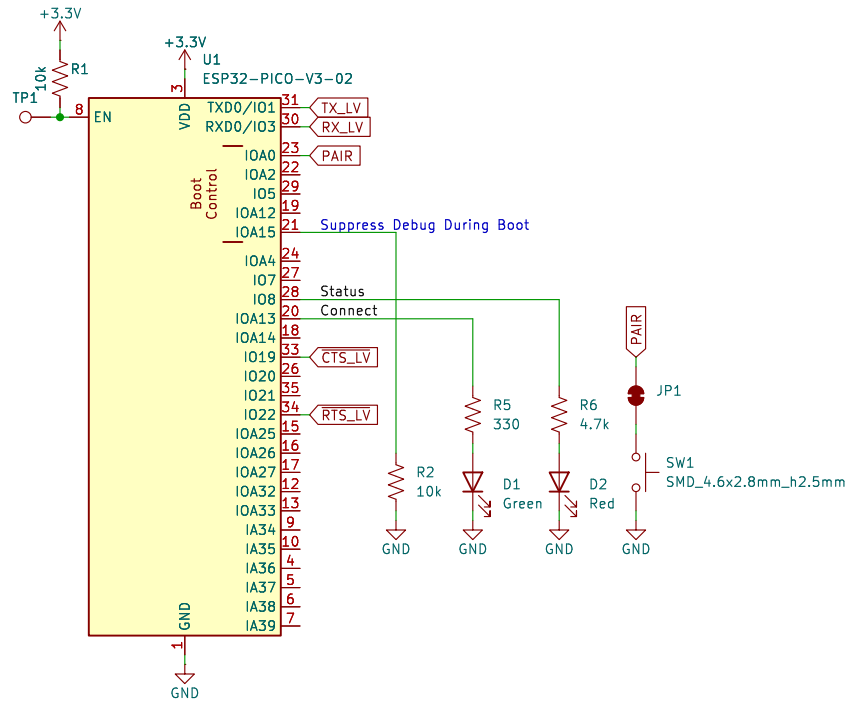 +3.3V
10k
R1
TP1
+3.3V
U1
ESP32-PICO-V3-02
3
VDD
8
EN
TXD0/IO1
31
TX_LV
RXD0/IO3
30
RX_LV
IOA0
23
PAIR
IOA2
22
IO5
29
IOA12
19
IOA15
21
Suppress Debug During Boot
Boot
Control
IOA4
24
IO7
27
IO8
28
Status
IOA13
20
Connect
IOA14
18
IO19
33
CTS_LV
IO20
26
IO21
35
IO22
34
RTS_LV
IOA25
15
IOA26
16
IOA27
17
IOA32
12
IOA33
13
IA34
9
IA35
10
IA36
4
IA37
5
IA38
6
IA39
7
GND
1
GND
R2
10k
GND
R5
330
D1
Green
GND
R6
4.7k
D2
Red
GND
PAIR
JP1
SW1
SMD_4.6x2.8mm_h2.5mm
GND